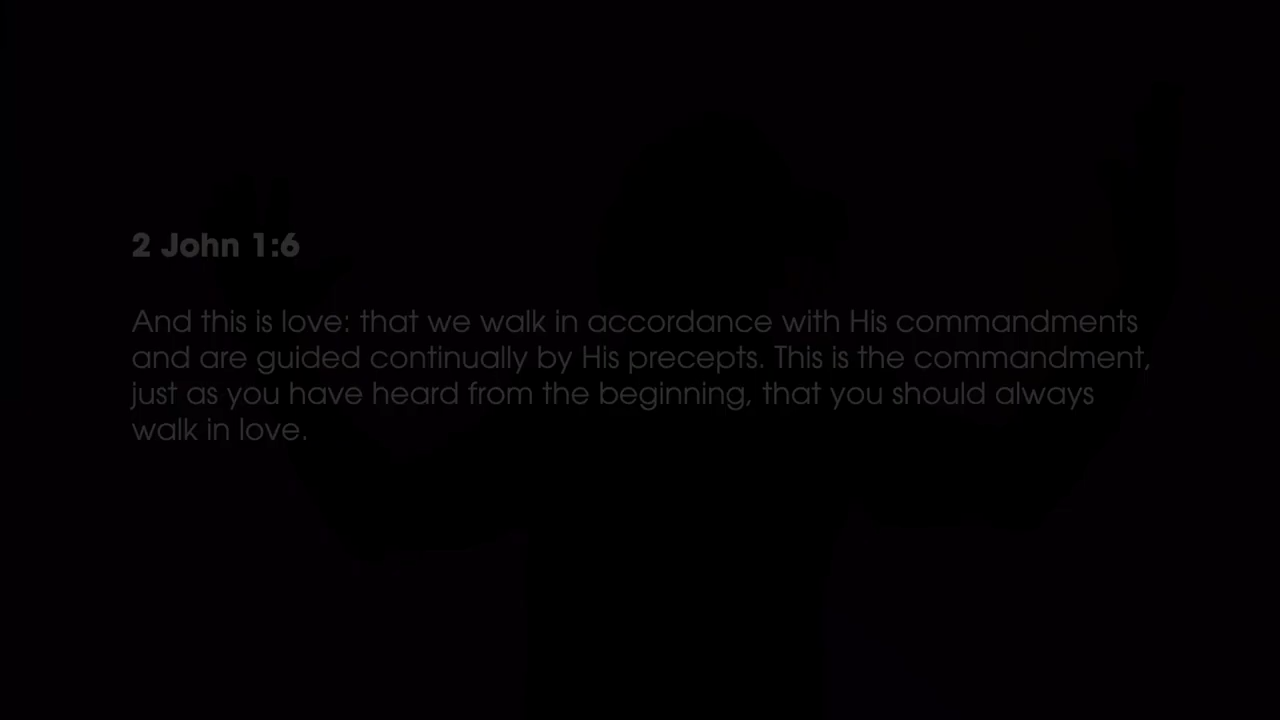 2 John 1:6
And this is love: that we walk in accordance with His commandments
and are guided continually by His precepts. This is the commandment,
just as you have heard from the beginning, that you should always
walk in love.